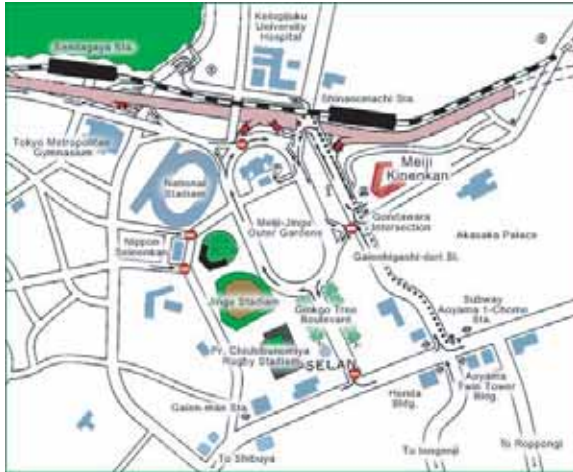 Sendagaya Sta.
Keiogijuku
University
Hospital
Shinanomachi Sta.
Tokyo Metropolitan
Gymnasium
National
Stadium
Meiji
Kinenkan
Meiji-Jingu
Outer Gardens
Gondawara
Intersection
Akasaka Palace
Nippon
Seinenkan
Gaienhigashi-dori St.
Jingu Stadium
Ginkgo Tree
Boulevard
Subway
Aoyama 1-Chome
Sta.
Pr. Chichibunomiya
Rugby Stadium
SELAN
Aoyama
Twin Tower
Bldg.
Honda
Bldg.
Gaien-mae Sta.
To Shibuya
To Roppongi